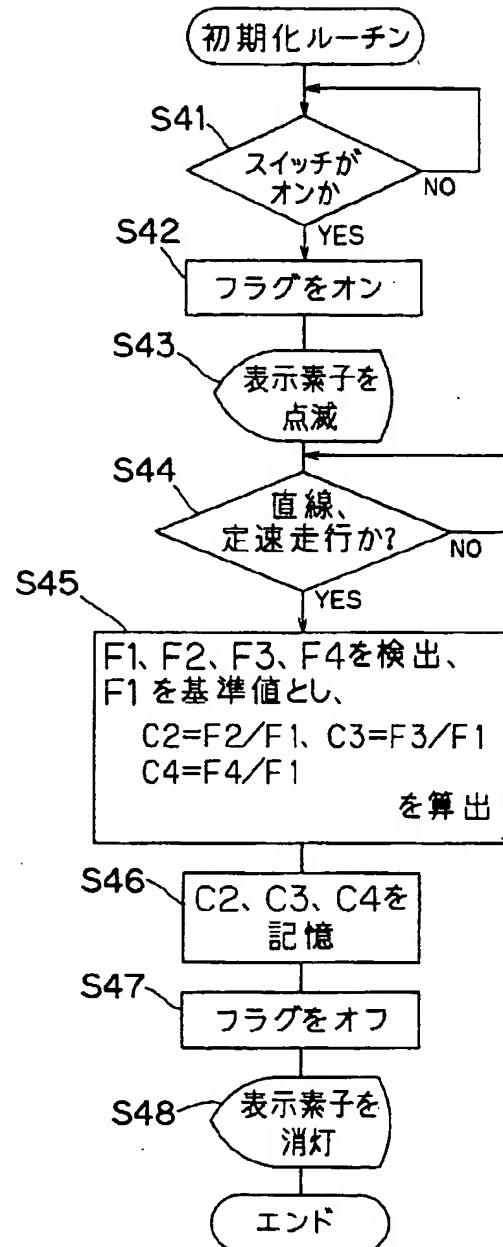 初期化ルーチン
S41
スイッチが
オンか
NO
YES
S42
フラグをオン
S43
表示素子を
点滅
S44
直線、
定速走行か?
NO
YES
S45
F1、F2、F3、F4を検出、
F1を基準値とし、
C2=F2/F1、C3=F3/F1
C4=F4/F1
を算出
S46
C2、C3、C4を
記憶
S47
フラグをオフ
S48
表示素子を
消灯
エンド